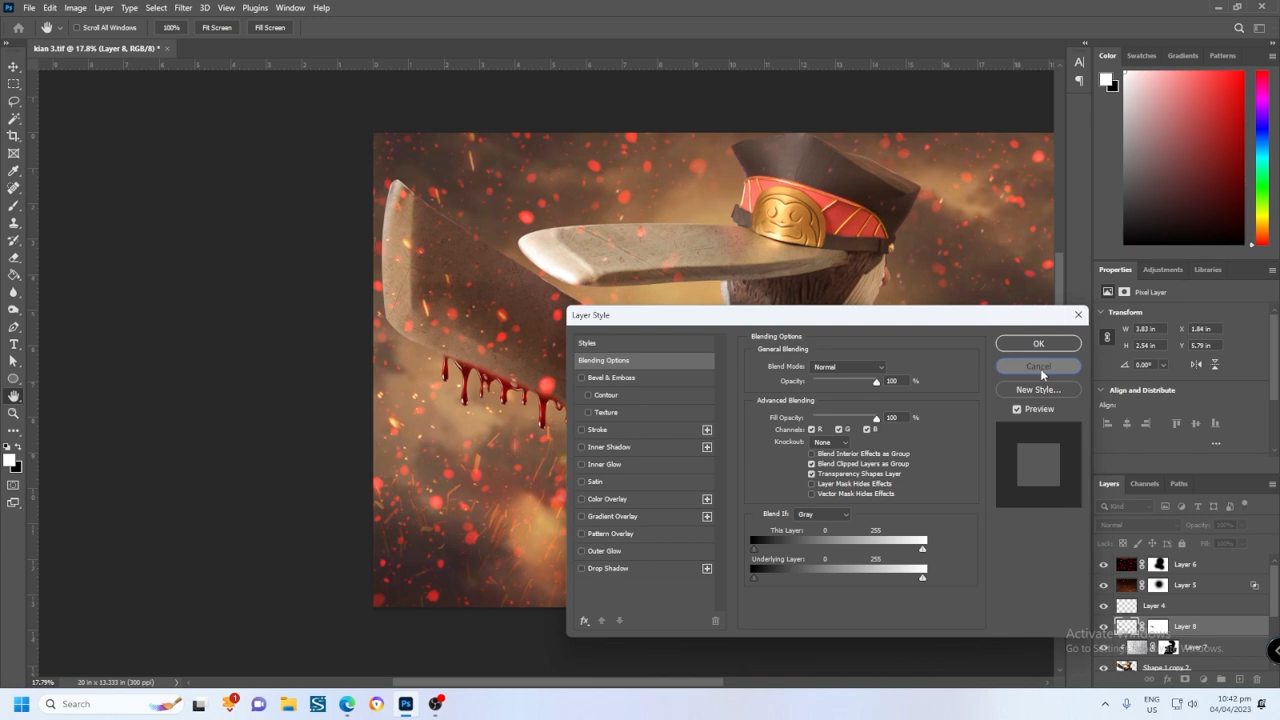 Ps File Edit Image Layer Type Select Filter 3D View Plugins Window Help
Scroll All Windows 100% Fit Screen Fill Screen
kian 3.tif @ 17.8% (Layer 8, RGB/8) * ×
Color Swatches Gradients Patterns
Properties Adjustments Libraries
Pixel Layer
Transform
W 3.83 in X 1.84 in
H 2.54 in Y 5.79 in
0.00°
Align and Distribute
Align:
Layer Style
Styles
Blending Options
Bevel & Emboss
Contour
Texture
Stroke
Inner Shadow
Inner Glow
Satin
Color Overlay
Gradient Overlay
Pattern Overlay
Outer Glow
Drop Shadow
fx
Blending Options
General Blending
Blend Mode: Normal
Opacity: 100 %
Advanced Blending
Fill Opacity: 100 %
Channels: R G B
Knockout: None
Blend Interior Effects as Group
Blend Clipped Layers as Group
Transparency Shapes Layer
Layer Mask Hides Effects
Vector Mask Hides Effects
Blend If: Gray
This Layer: 0 255
Underlying Layer: 0 255
OK
Cancel
New Style...
Preview
Layers Channels Paths
Kind
Normal Opacity: 100%
Lock: Fill: 100%
Layer 6
Layer 5
Layer 4
Layer 8
Layer 7
Shape 1 copy 2
Activate Windows
Go to Settings to activate Windows.
17.79% 20 in x 13.333 in (300 ppi)
Search
1
Ps
ENG
US
10:42 pm
04/04/2023